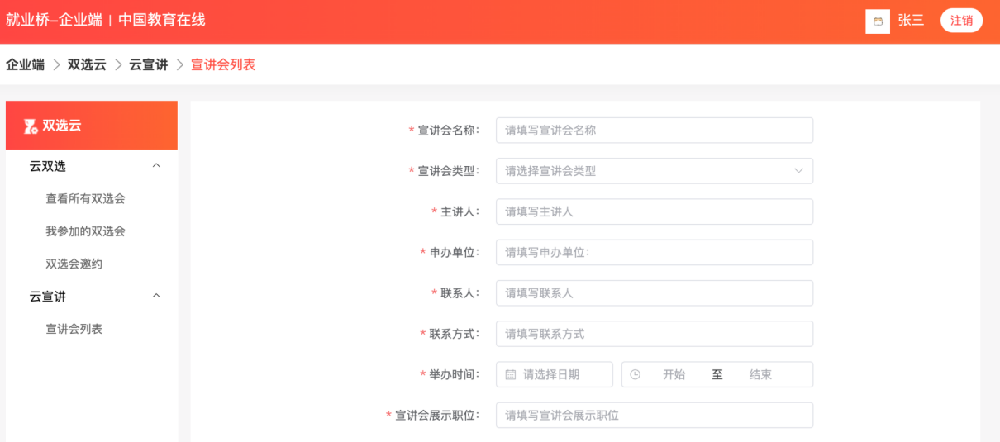 就业桥-企业端 | 中国教育在线
张三 注销
企业端 > 双选云 > 云宣讲 > 宣讲会列表
双选云
云双选
查看所有双选会
我参加的双选会
双选会邀约
云宣讲
宣讲会列表
* 宣讲会名称: 请填写宣讲会名称
* 宣讲会类型: 请选择宣讲会类型
* 主讲人: 请填写主讲人
* 申办单位: 请填写申办单位:
* 联系人: 请填写联系人
* 联系方式: 请填写联系方式
* 举办时间: 请选择日期 开始 至 结束
* 宣讲会展示职位: 请填写宣讲会展示职位